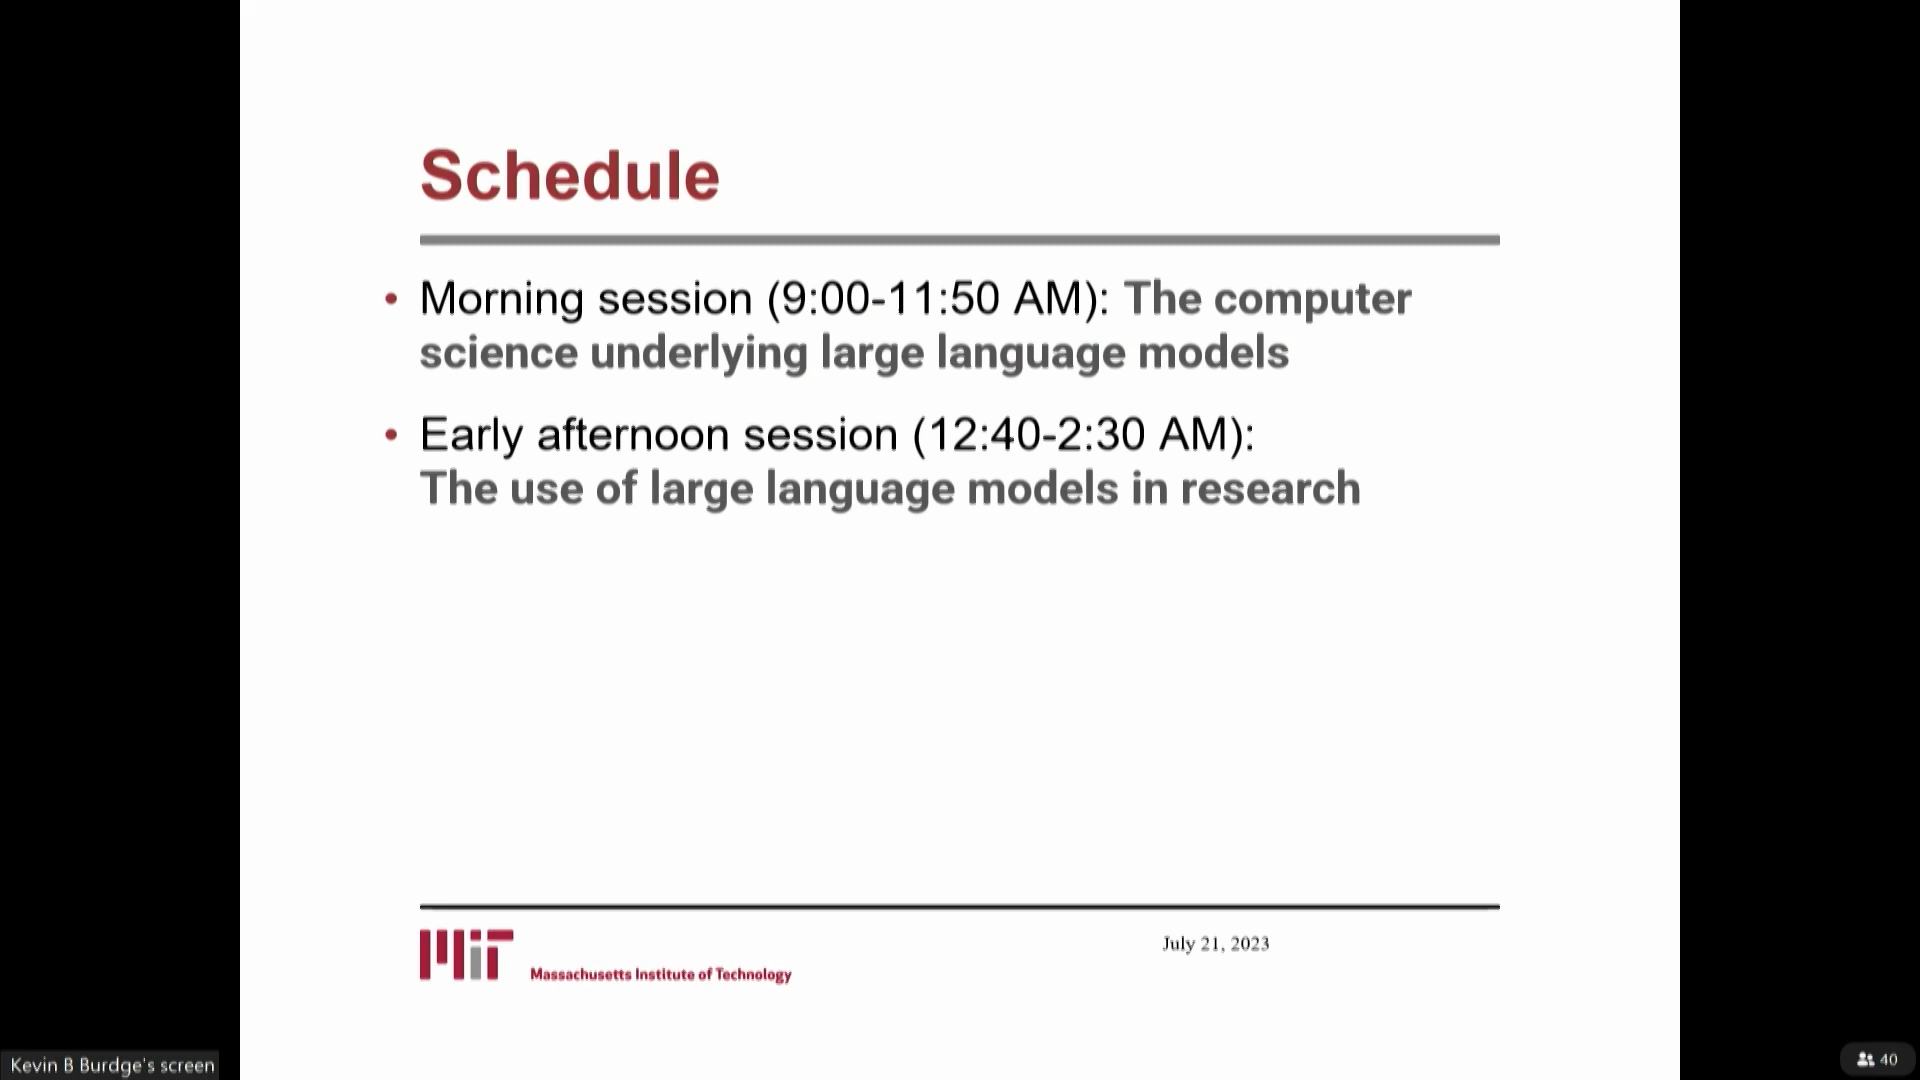 Schedule
• Morning session (9:00-11:50 AM): The computer
science underlying large language models
• Early afternoon session (12:40-2:30 AM):
The use of large language models in research
MIT
Massachusetts Institute of Technology
July 21, 2023
Kevin B Burdge's screen
40